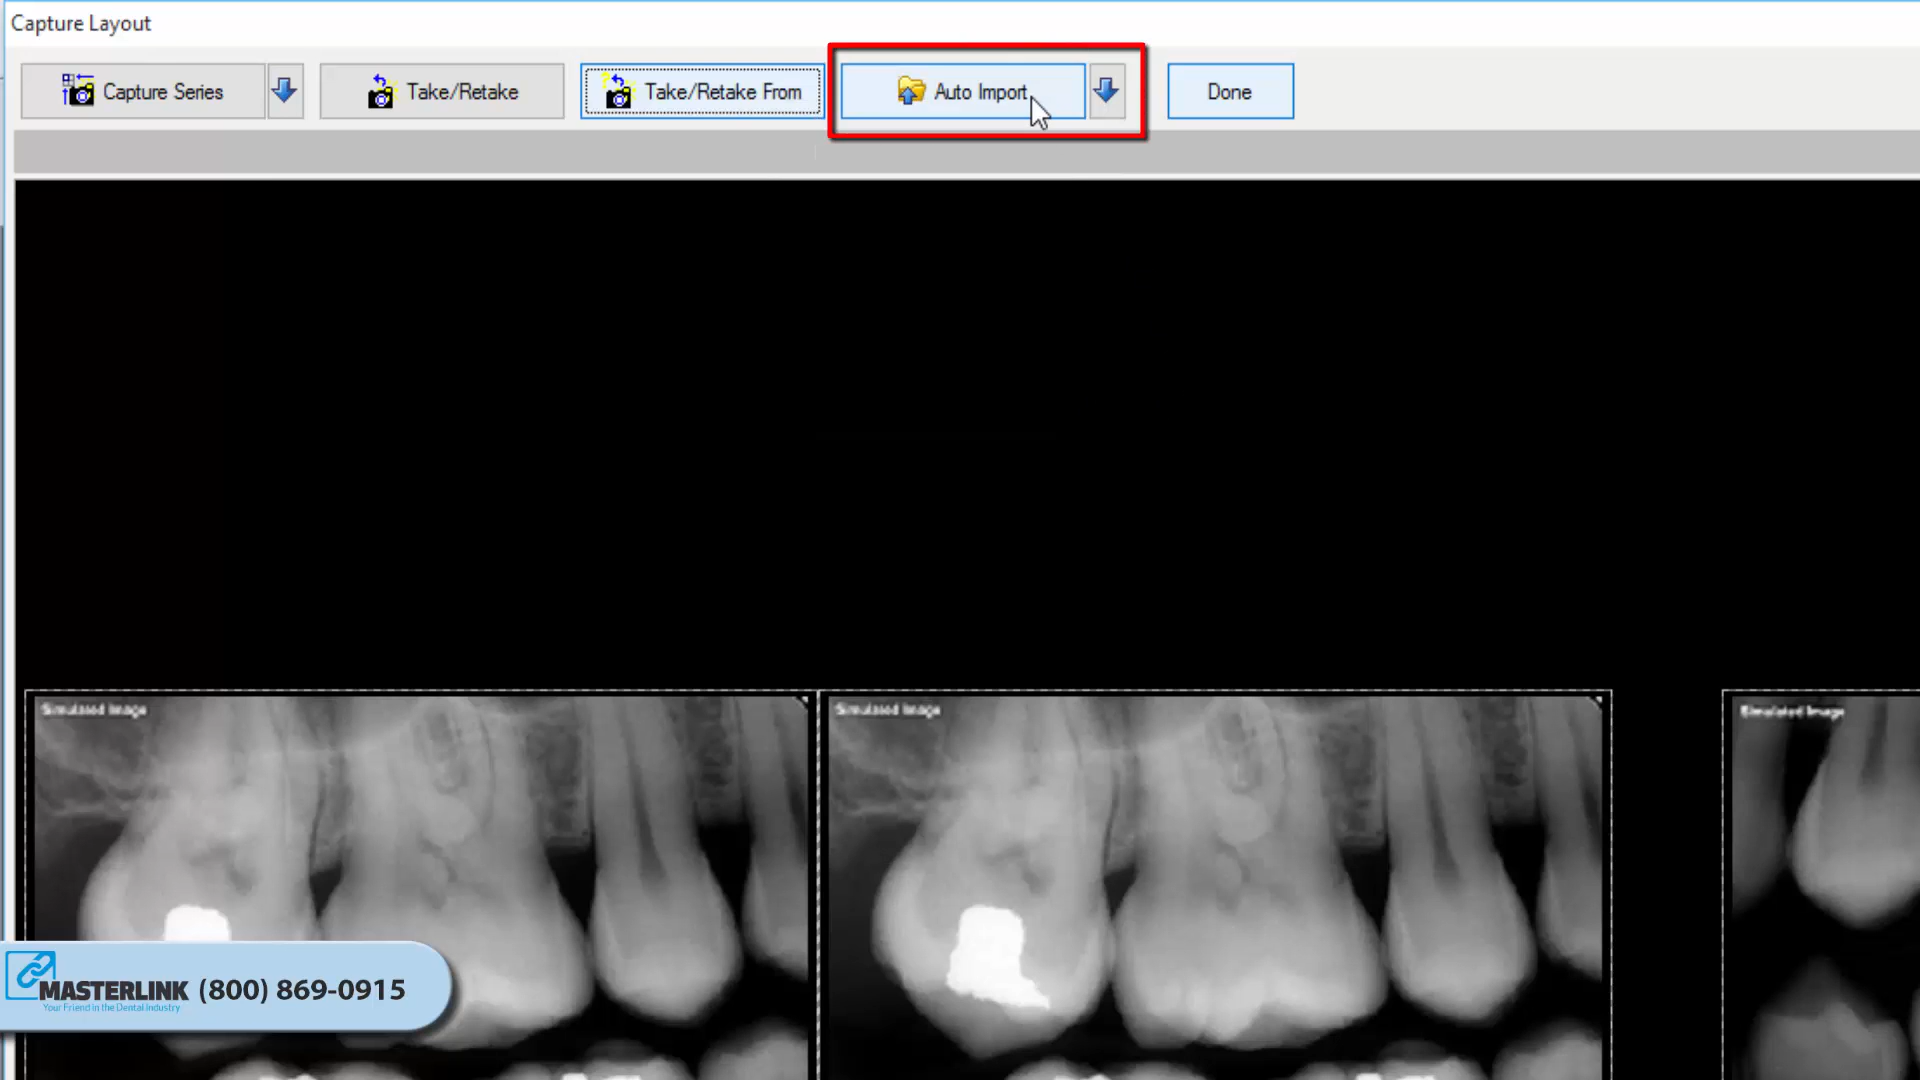 Capture Layout
Capture Series
Take/Retake
Take/Retake From
Auto Import
Done
Simulated Image
Simulated Image
Simulated Image
MASTERLINK (800) 869-0915
Your Friend in the Dental Industry